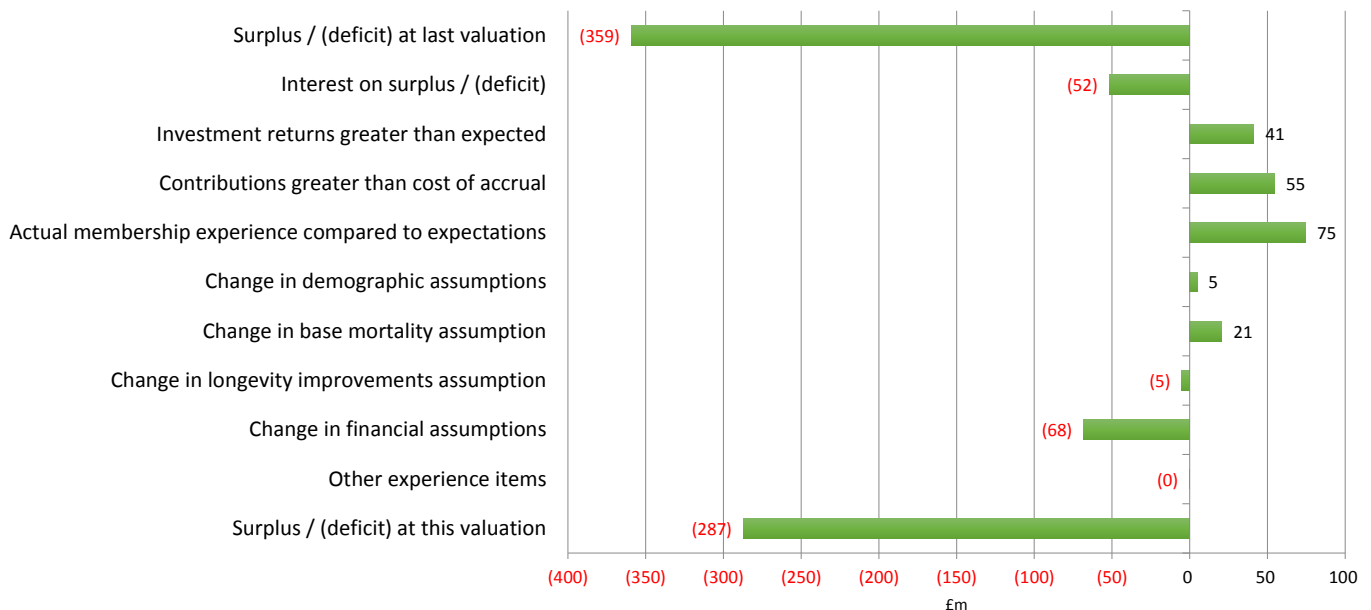 Surplus / (deficit) at last valuation (359)
Interest on surplus / (deficit) (52)
Investment returns greater than expected 41
Contributions greater than cost of accrual 55
Actual membership experience compared to expectations 75
Change in demographic assumptions 5
Change in base mortality assumption 21
Change in longevity improvements assumption (5)
Change in financial assumptions (68)
Other experience items (0)
Surplus / (deficit) at this valuation (287)
(400) (350) (300) (250) (200) (150) (100) (50) 0 50 100
£m